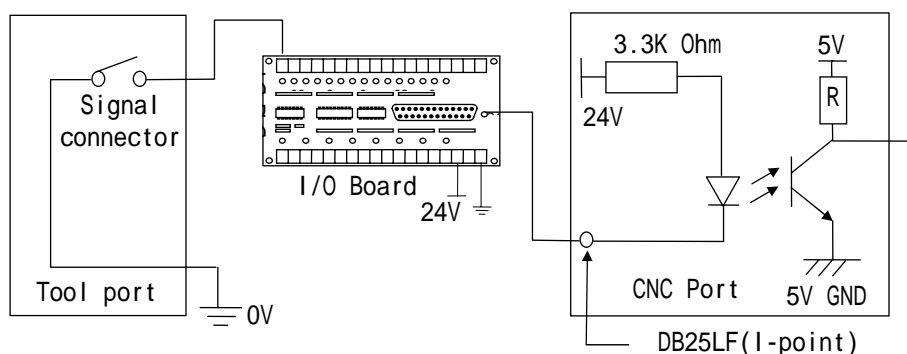 Signal
connector
Tool port
0V
I/O Board
24V
3.3K Ohm
24V
5V
R
CNC Port
5V GND
DB25LF(I-point)